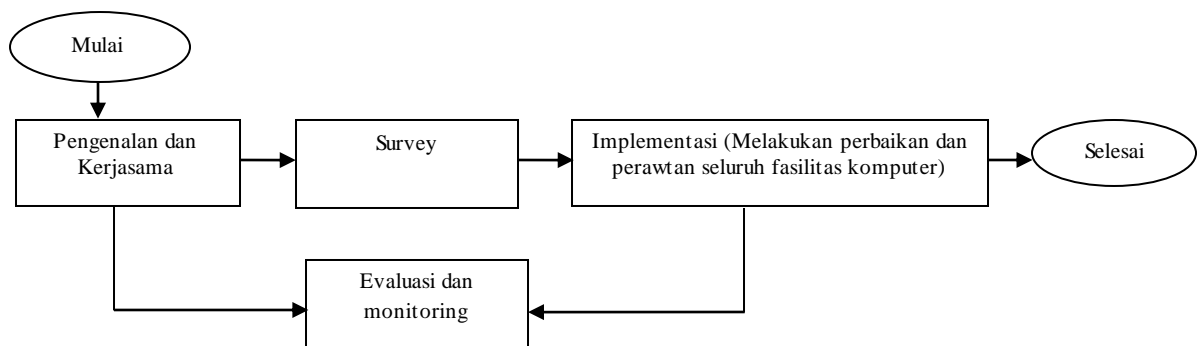 Mulai
Pengenalan dan
Kerjasama
Survey
Implementasi (Melakukan perbaikan dan
perawtan seluruh fasilitas komputer)
Selesai
Evaluasi dan
monitoring